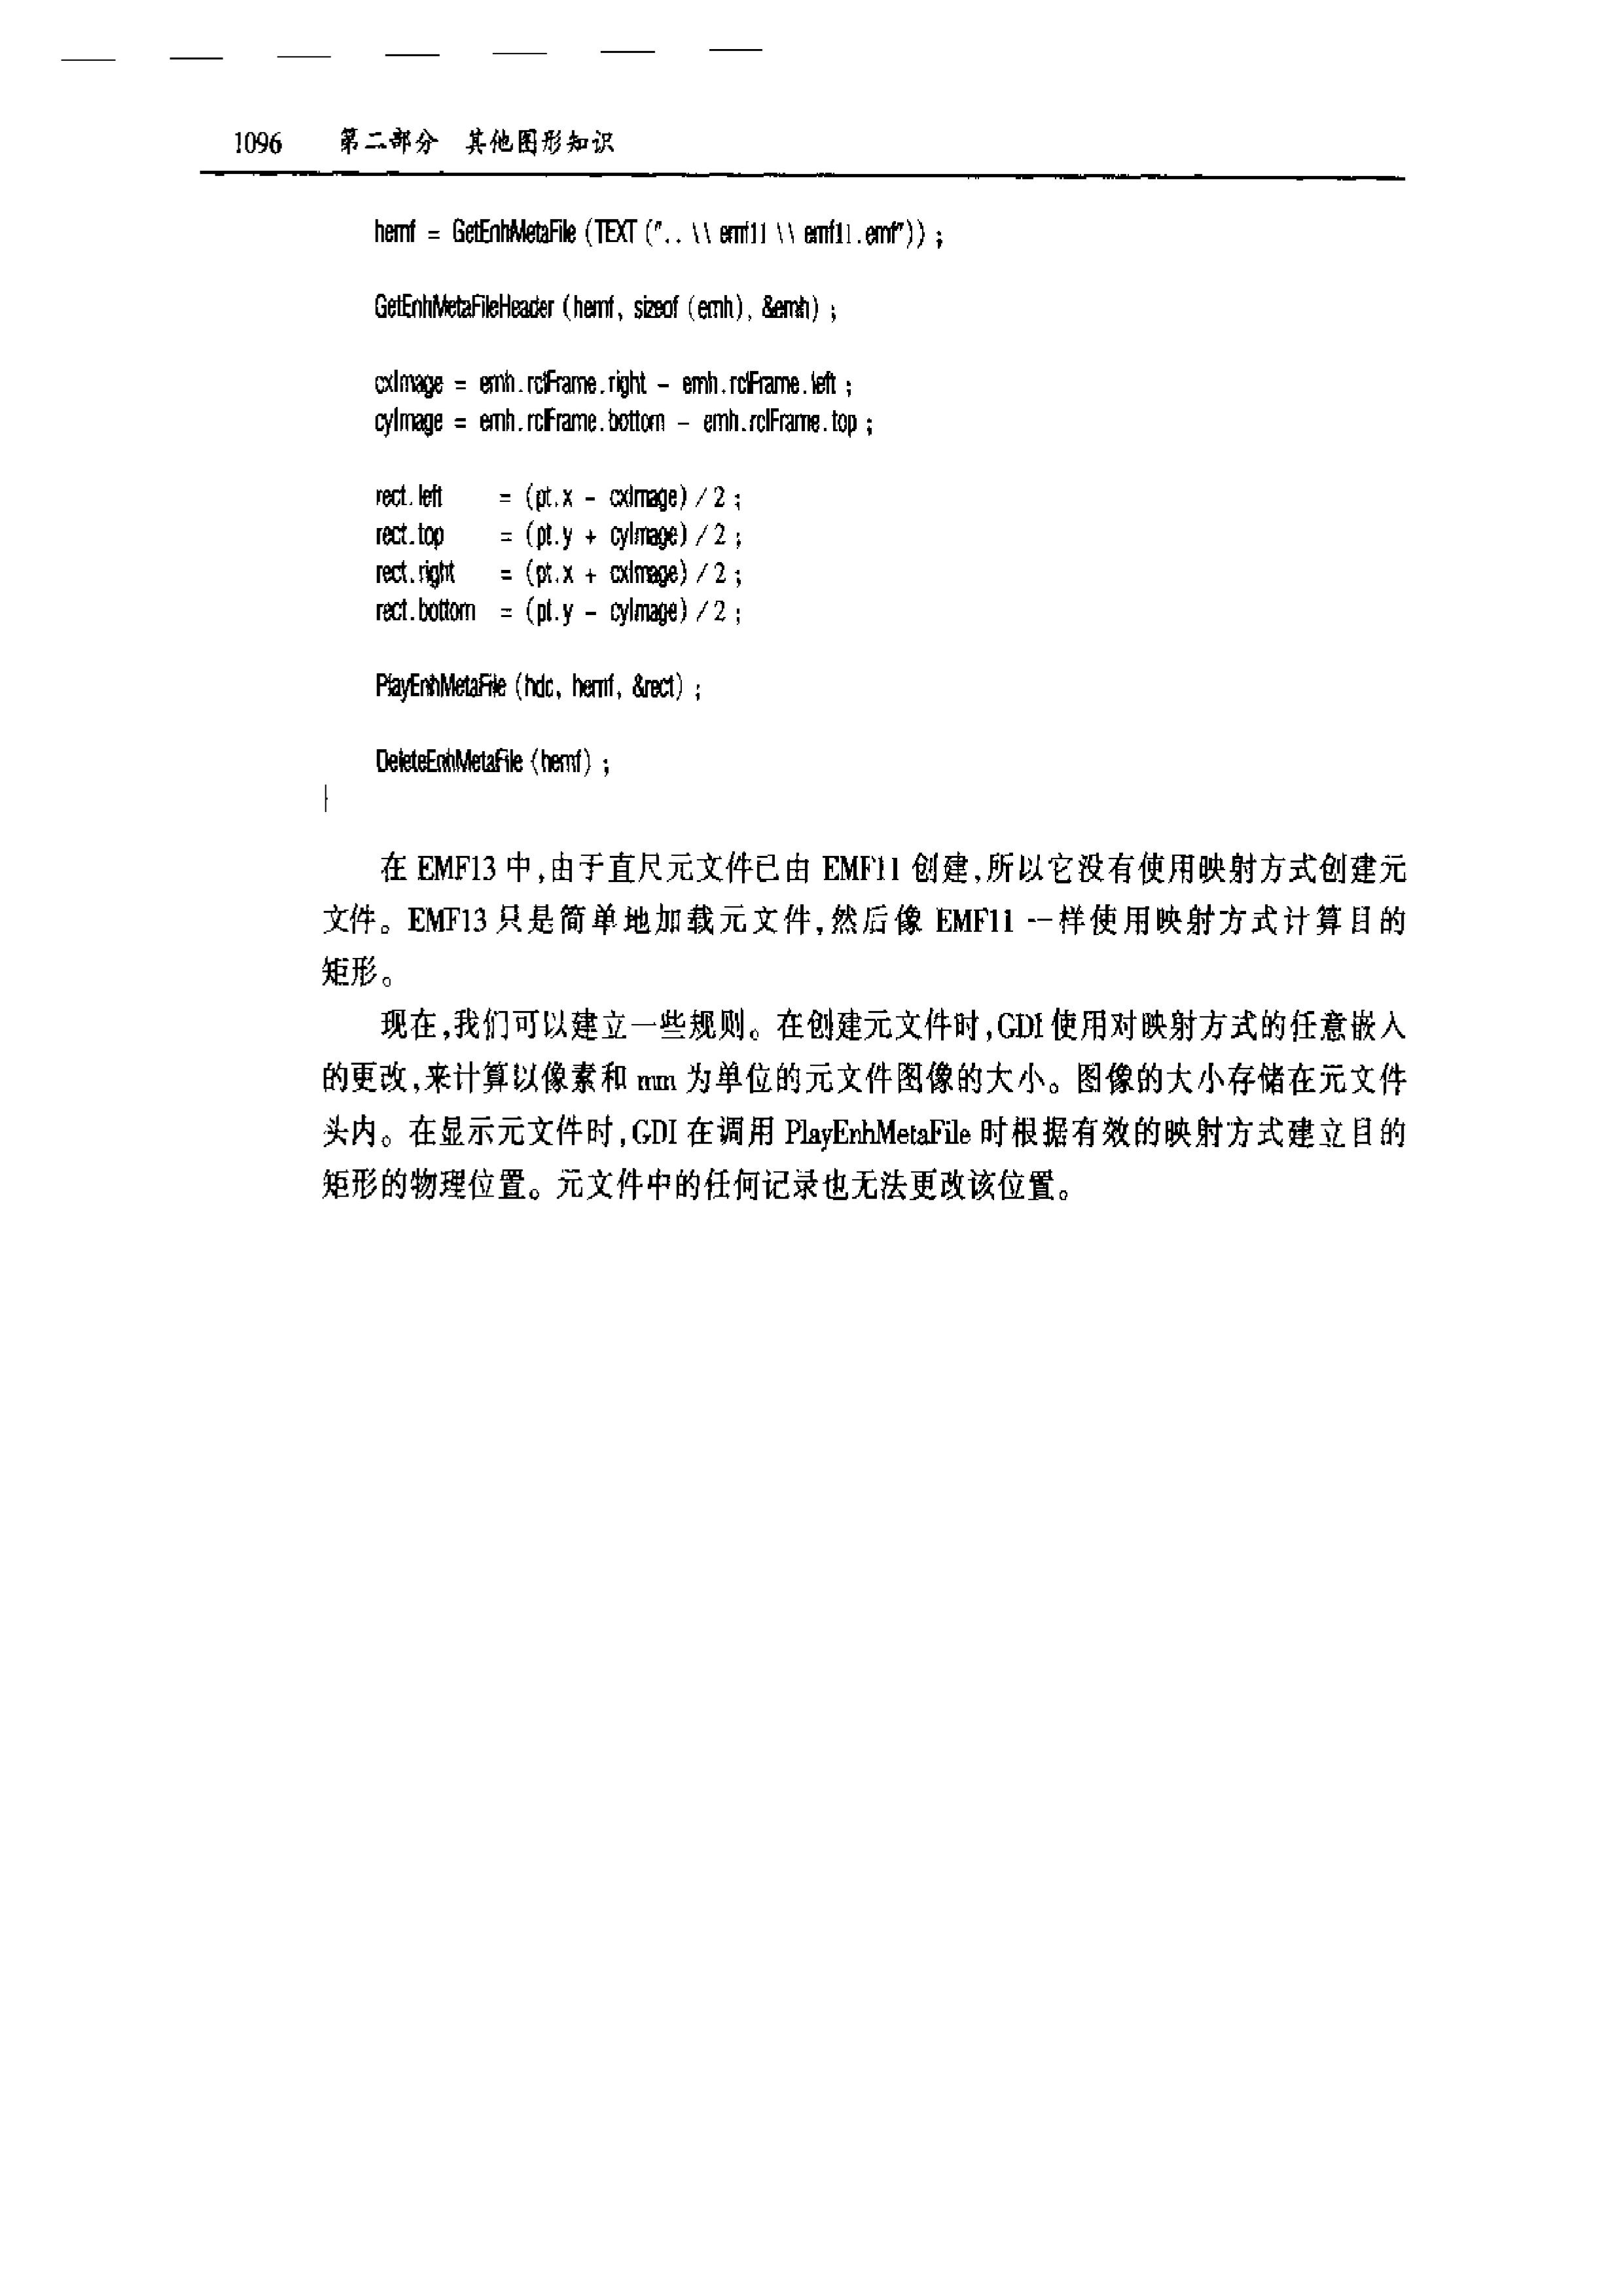 1096 第二部分 其他图形知识
hemf = GetEnhMetaFile (TEXT ("..\\emf11\\emf11.emf")) ;
GetEnhMetaFileHeader (hemf, sizeof (emh), &emh) ;
cxImage = emh.rclFrame.right - emh.rclFrame.left ;
cyImage = emh.rclFrame.bottom - emh.rclFrame.top ;
rect.left = (pt.x - cxImage) / 2 ;
rect.top = (pt.y + cyImage) / 2 ;
rect.right = (pt.x + cxImage) / 2 ;
rect.bottom = (pt.y - cyImage) / 2 ;
PlayEnhMetaFile (hdc, hemf, &rect) ;
DeleteEnhMetaFile (hemf) ;
}
在 EMF13 中,由于直尺元文件已由 EMF11 创建,所以它没有使用映射方式创建元
文件。EMF13 只是简单地加载元文件,然后像 EMF11 一样使用映射方式计算目的
矩形。
现在,我们可以建立一些规则。在创建元文件时,GDI 使用对映射方式的任意嵌入
的更改,来计算以像素和 mm 为单位的元文件图像的大小。图像的大小存储在元文件
头内。在显示元文件时,GDI 在调用 PlayEnhMetaFile 时根据有效的映射方式建立目的
矩形的物理位置。元文件中的任何记录也无法更改该位置。